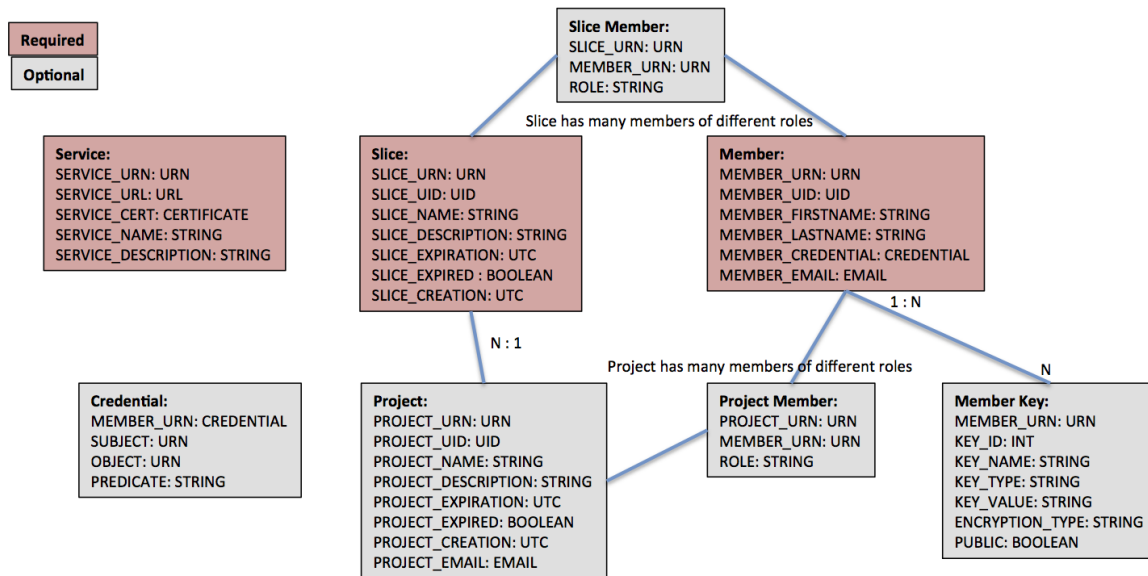 Required
Optional
Slice Member:
SLICE_URN: URN
MEMBER_URN: URN
ROLE: STRING
Slice has many members of different roles
Service:
SERVICE_URN: URN
SERVICE_URL: URL
SERVICE_CERT: CERTIFICATE
SERVICE_NAME: STRING
SERVICE_DESCRIPTION: STRING
Slice:
SLICE_URN: URN
SLICE_UID: UID
SLICE_NAME: STRING
SLICE_DESCRIPTION: STRING
SLICE_EXPIRATION: UTC
SLICE_EXPIRED : BOOLEAN
SLICE_CREATION: UTC
Member:
MEMBER_URN: URN
MEMBER_UID: UID
MEMBER_FIRSTNAME: STRING
MEMBER_LASTNAME: STRING
MEMBER_CREDENTIAL: CREDENTIAL
MEMBER_EMAIL: EMAIL
1 : N
N : 1
Project has many members of different roles
N
Credential:
MEMBER_URN: CREDENTIAL
SUBJECT: URN
OBJECT: URN
PREDICATE: STRING
Project:
PROJECT_URN: URN
PROJECT_UID: UID
PROJECT_NAME: STRING
PROJECT_DESCRIPTION: STRING
PROJECT_EXPIRATION: UTC
PROJECT_EXPIRED: BOOLEAN
PROJECT_CREATION: UTC
PROJECT_EMAIL: EMAIL
Project Member:
PROJECT_URN: URN
MEMBER_URN: URN
ROLE: STRING
Member Key:
MEMBER_URN: URN
KEY_ID: INT
KEY_NAME: STRING
KEY_TYPE: STRING
KEY_VALUE: STRING
ENCRYPTION_TYPE: STRING
PUBLIC: BOOLEAN